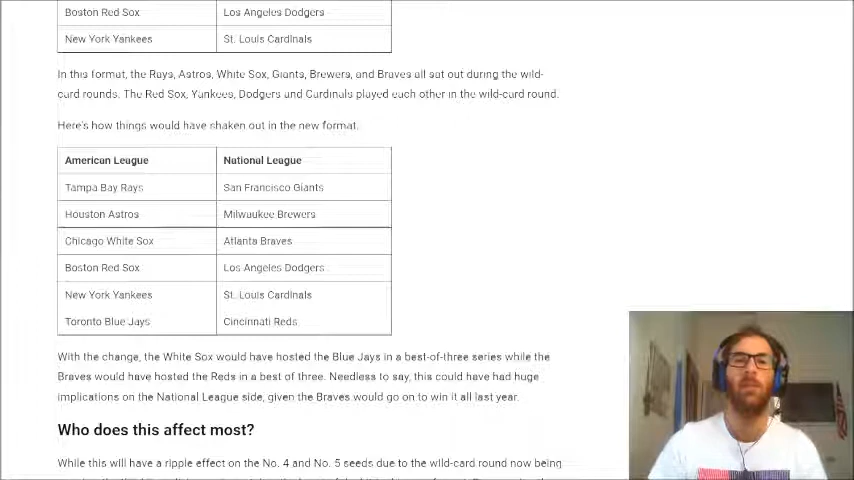 Boston Red Sox Los Angeles Dodgers
New York Yankees St. Louis Cardinals
In this format, the Rays, Astros, White Sox, Giants, Brewers, and Braves all sat out during the wild-
card rounds. The Red Sox, Yankees, Dodgers and Cardinals played each other in the wild-card round.
Here's how things would have shaken out in the new format.
American League National League
Tampa Bay Rays San Francisco Giants
Houston Astros Milwaukee Brewers
Chicago White Sox Atlanta Braves
Boston Red Sox Los Angeles Dodgers
New York Yankees St. Louis Cardinals
Toronto Blue Jays Cincinnati Reds
With the change, the White Sox would have hosted the Blue Jays in a best-of-three series while the
Braves would have hosted the Reds in a best of three. Needless to say, this could have had huge
implications on the National League side, given the Braves would go on to win it all last year.
Who does this affect most?
While this will have a ripple effect on the No. 4 and No. 5 seeds due to the wild-card round now being